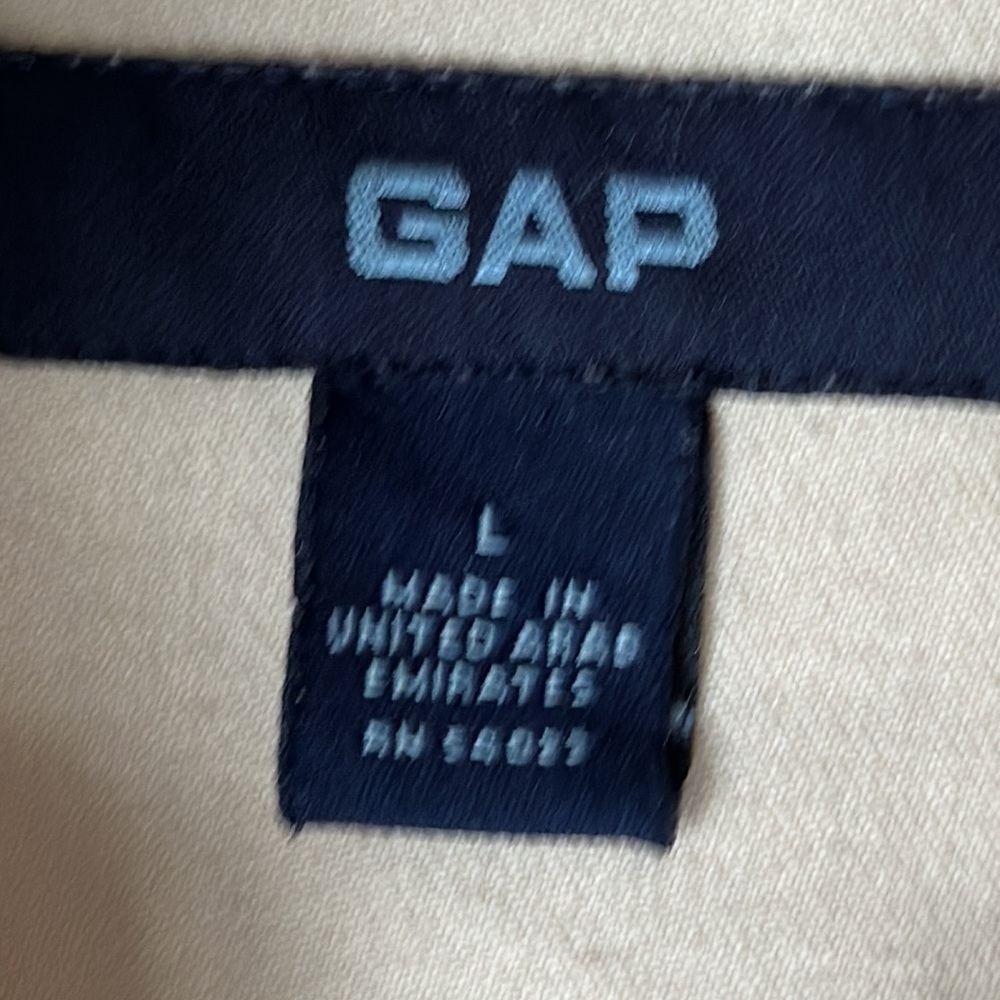 GAP
L
MADE IN
UNITED ARAB
EMIRATES
RN 54023